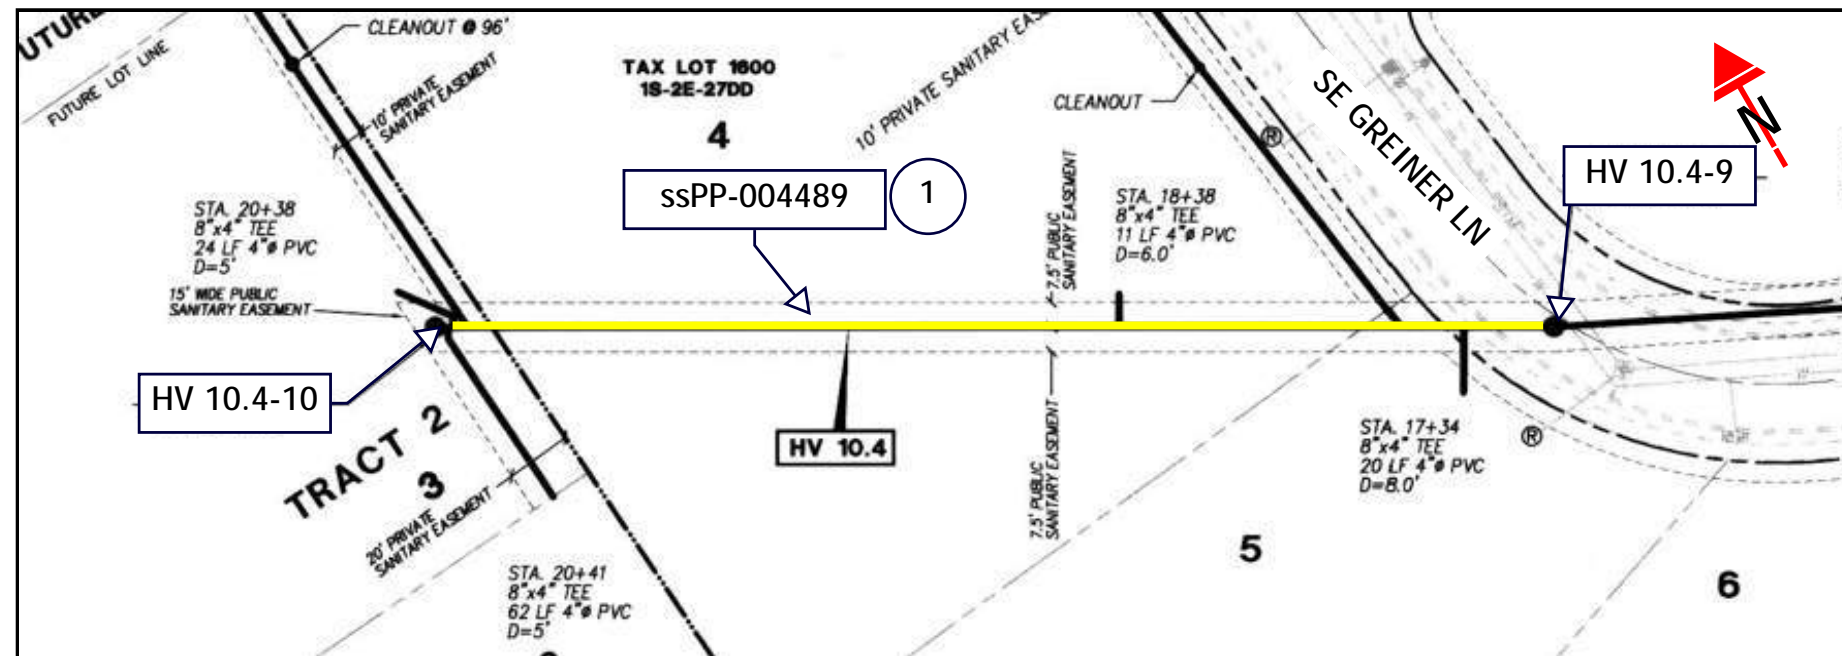 UTURE
FUTURE LOT LINE
CLEANOUT @ 96'
10' PRIVATE
SANITARY EASEMENT
TAX LOT 1600
1S-2E-27DD
4
10' PRIVATE SANITARY EAS
CLEANOUT
®
SE GREINER LN
N
HV 10.4-9
ssPP-004489
1
STA. 20+38
8"x4" TEE
24 LF 4"ø PVC
D=5'
15' WIDE PUBLIC
SANITARY EASEMENT
7.5' PUBLIC
SANITARY EASEMENT
STA. 18+38
8"x4" TEE
11 LF 4"ø PVC
D=6.0'
HV 10.4-10
TRACT 2
3
20' PRIVATE
SANITARY EASEMENT
HV 10.4
7.5' PUBLIC
SANITARY EASEMENT
STA. 17+34
8"x4" TEE
20 LF 4"ø PVC
D=8.0'
®
5
6
STA. 20+41
8"x4" TEE
62 LF 4"ø PVC
D=5'